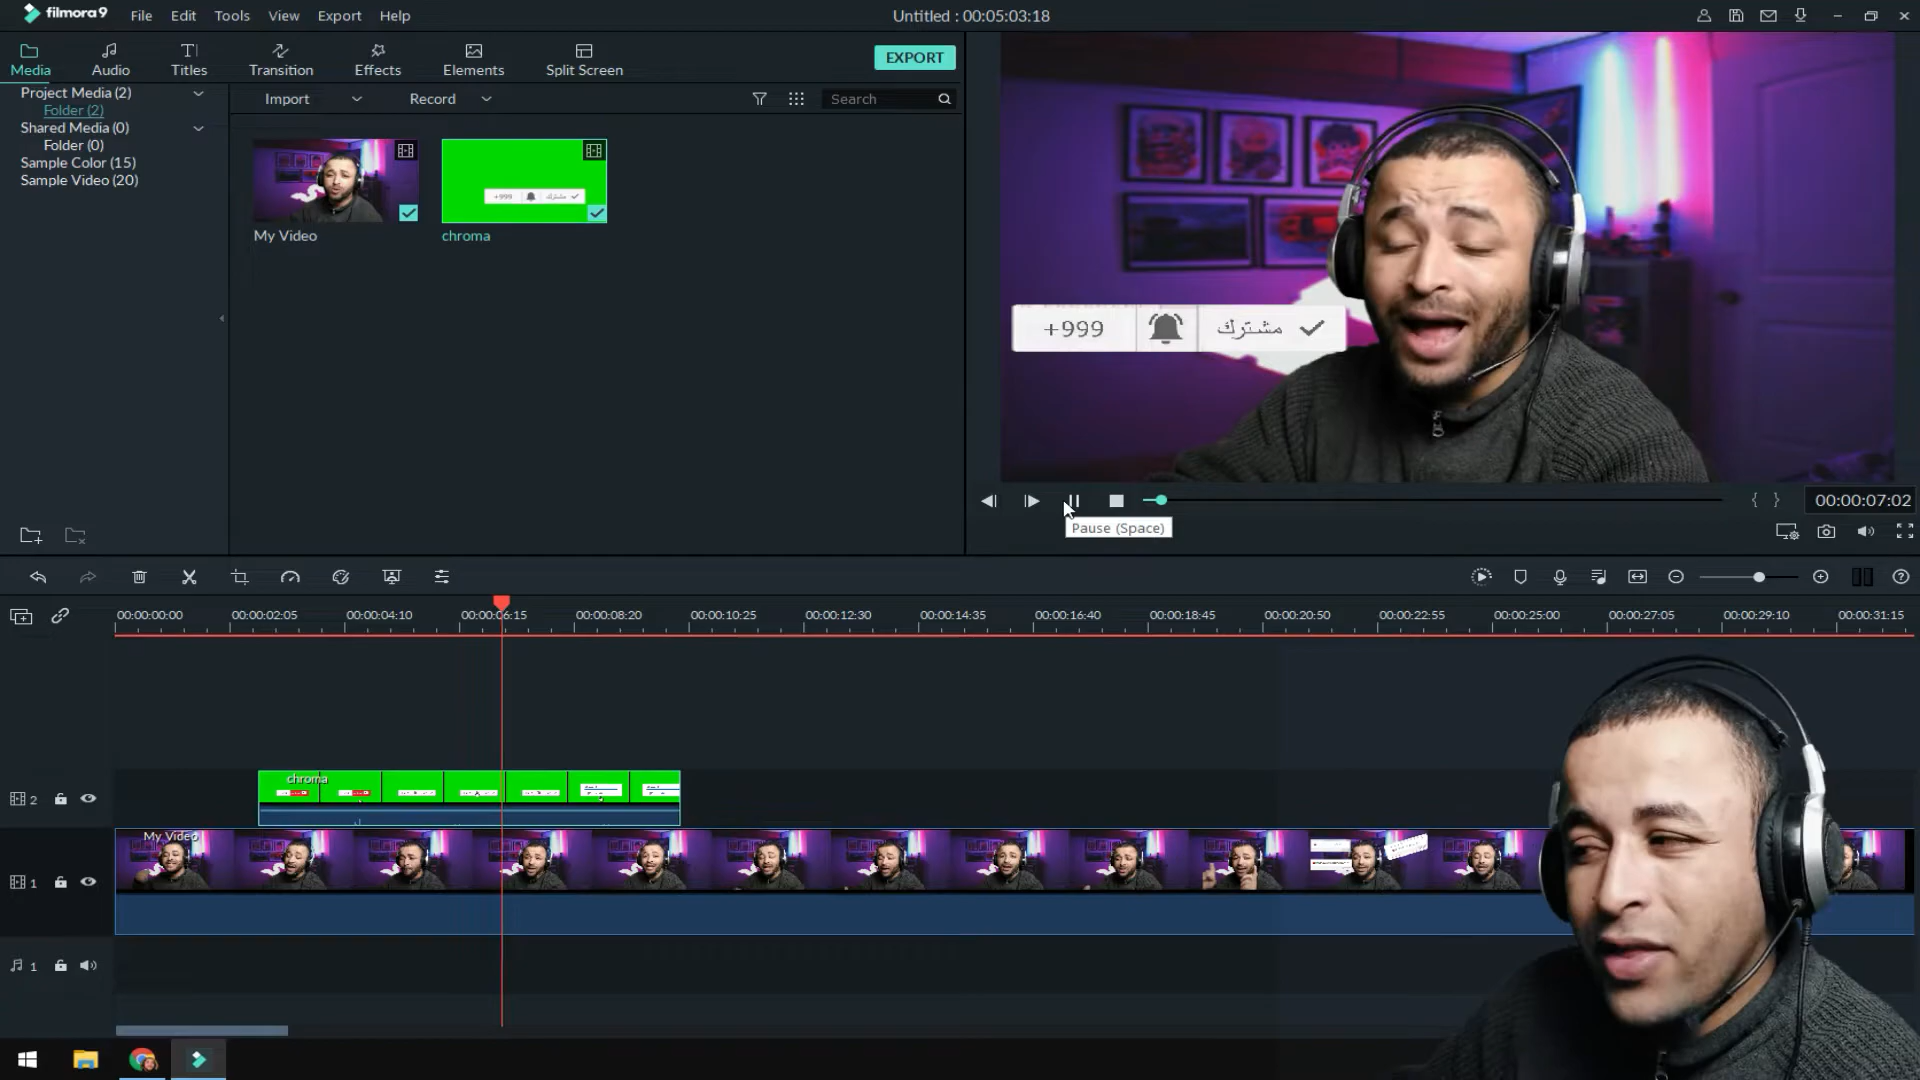 filmora9 File Edit Tools View Export Help Untitled : 00:05:03:18
Media Audio Titles Transition Effects Elements Split Screen EXPORT
Project Media (2)
Folder (2)
Shared Media (0)
Folder (0)
Sample Color (15)
Sample Video (20)
Import Record Search
+999 مشترك
My Video chroma
+999 مشترك
00:00:07:02
Pause (Space)
00:00:00:00 00:00:02:05 00:00:04:10 00:00:06:15 00:00:08:20 00:00:10:25 00:00:12:30 00:00:14:35 00:00:16:40 00:00:18:45 00:00:20:50 00:00:22:55 00:00:25:00 00:00:27:05 00:00:29:10 00:00:31:15
2 chroma
My Video
1
1